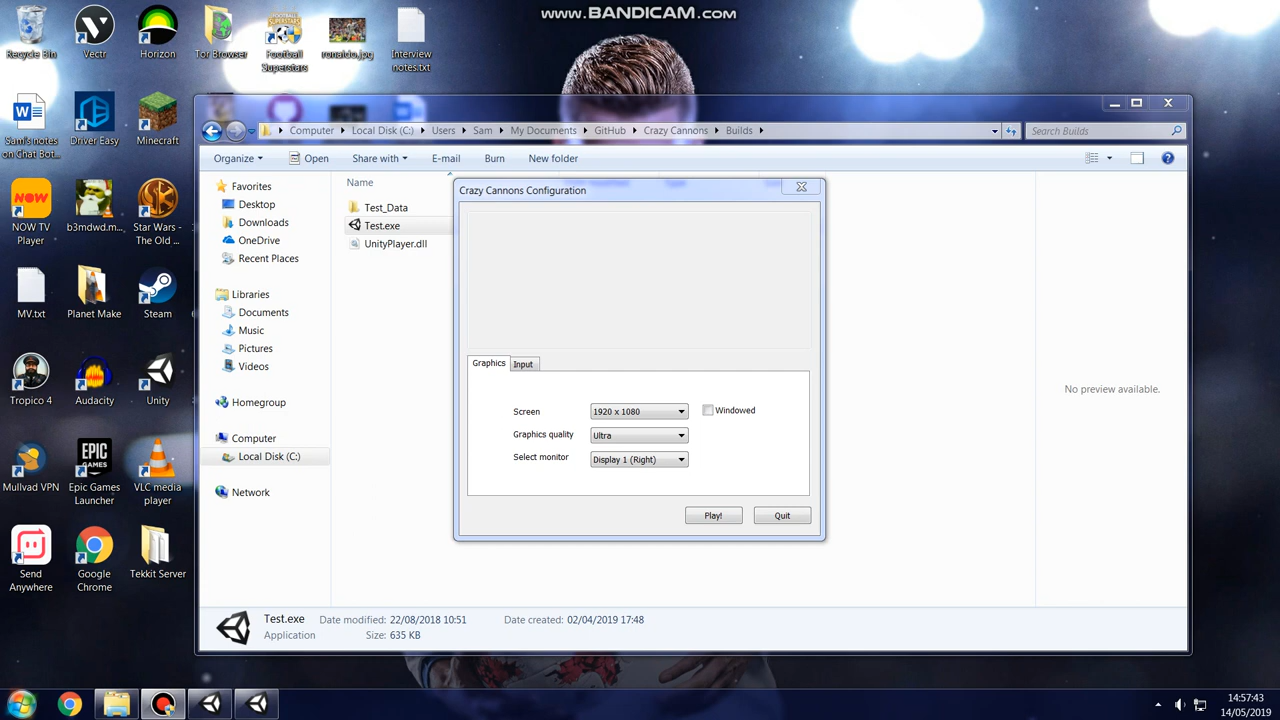 www.BANDICAM.com
Recycle Bin
Vectr
Horizon
Tor Browser
Football
Superstars
ronaldo.jpg
Interview
notes.txt
Sam's notes
on Chat Bot...
Driver Easy
Minecraft
NOW
NOW TV
Player
b3mdwd.m...
Star Wars -
The Old ...
MV.txt
Planet Make
Steam
Tropico 4
Audacity
Unity
Mullvad VPN
EPIC
GAMES
Epic Games
Launcher
VLC media
player
Send
Anywhere
Google
Chrome
Tekkit Server
Computer
Local Disk (C:)
Users
Sam
My Documents
GitHub
Crazy Cannons
Builds
Search Builds
Organize
Open
Share with
E-mail
Burn
New folder
Favorites
Desktop
Downloads
OneDrive
Recent Places
Libraries
Documents
Music
Pictures
Videos
Homegroup
Computer
Local Disk (C:)
Network
Name
Test_Data
Test.exe
UnityPlayer.dll
Crazy Cannons Configuration
Graphics
Input
Screen
1920 x 1080
Windowed
Graphics quality
Ultra
Select monitor
Display 1 (Right)
Play!
Quit
No preview available.
Test.exe
Date modified: 22/08/2018 10:51
Date created: 02/04/2019 17:48
Application
Size: 635 KB
14:57:43
14/05/2019